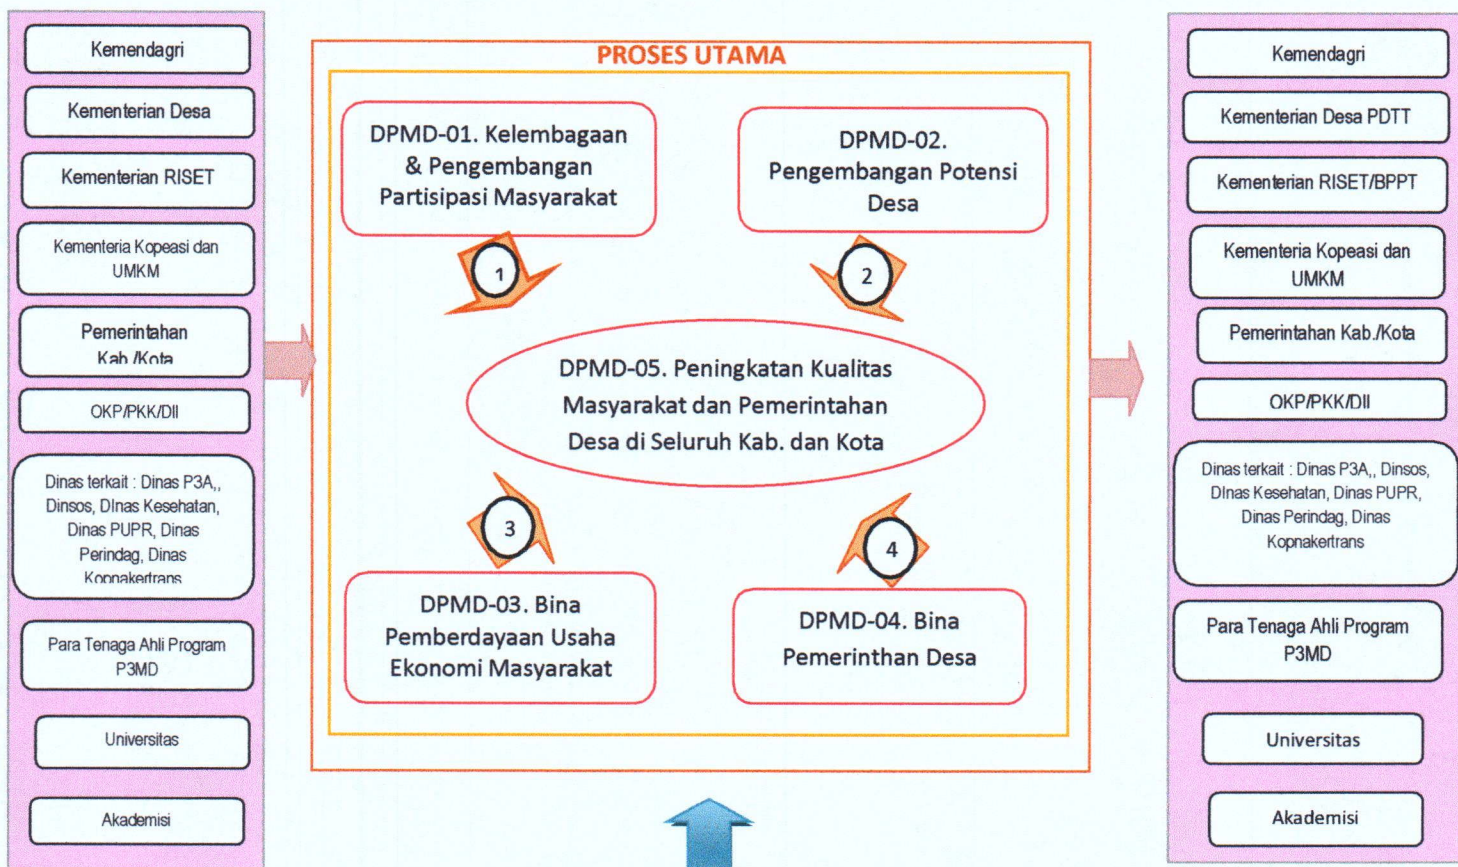 Kemendagri
Kementerian Desa
Kementerian RISET
Kementeria Kopeasi dan
UMKM
Pemerintahan
Kab./Kota
OKP/PKK/Dll
Dinas terkait : Dinas P3A,,
Dinsos, DInas Kesehatan,
Dinas PUPR, Dinas
Perindag, Dinas
Kopnakertrans
Para Tenaga Ahli Program
P3MD
Universitas
Akademisi
PROSES UTAMA
DPMD-01. Kelembagaan
& Pengembangan
Partisipasi Masyarakat
DPMD-02.
Pengembangan Potensi
Desa
1
2
DPMD-05. Peningkatan Kualitas
Masyarakat dan Pemerintahan
Desa di Seluruh Kab. dan Kota
3
4
DPMD-03. Bina
Pemberdayaan Usaha
Ekonomi Masyarakat
DPMD-04. Bina
Pemerinthan Desa
Kemendagri
Kementerian Desa PDTT
Kementerian RISET/BPPT
Kementeria Kopeasi dan
UMKM
Pemerintahan Kab./Kota
OKP/PKK/Dll
Dinas terkait : Dinas P3A,, Dinsos,
DInas Kesehatan, Dinas PUPR,
Dinas Perindag, Dinas
Kopnakertrans
Para Tenaga Ahli Program
P3MD
Universitas
Akademisi